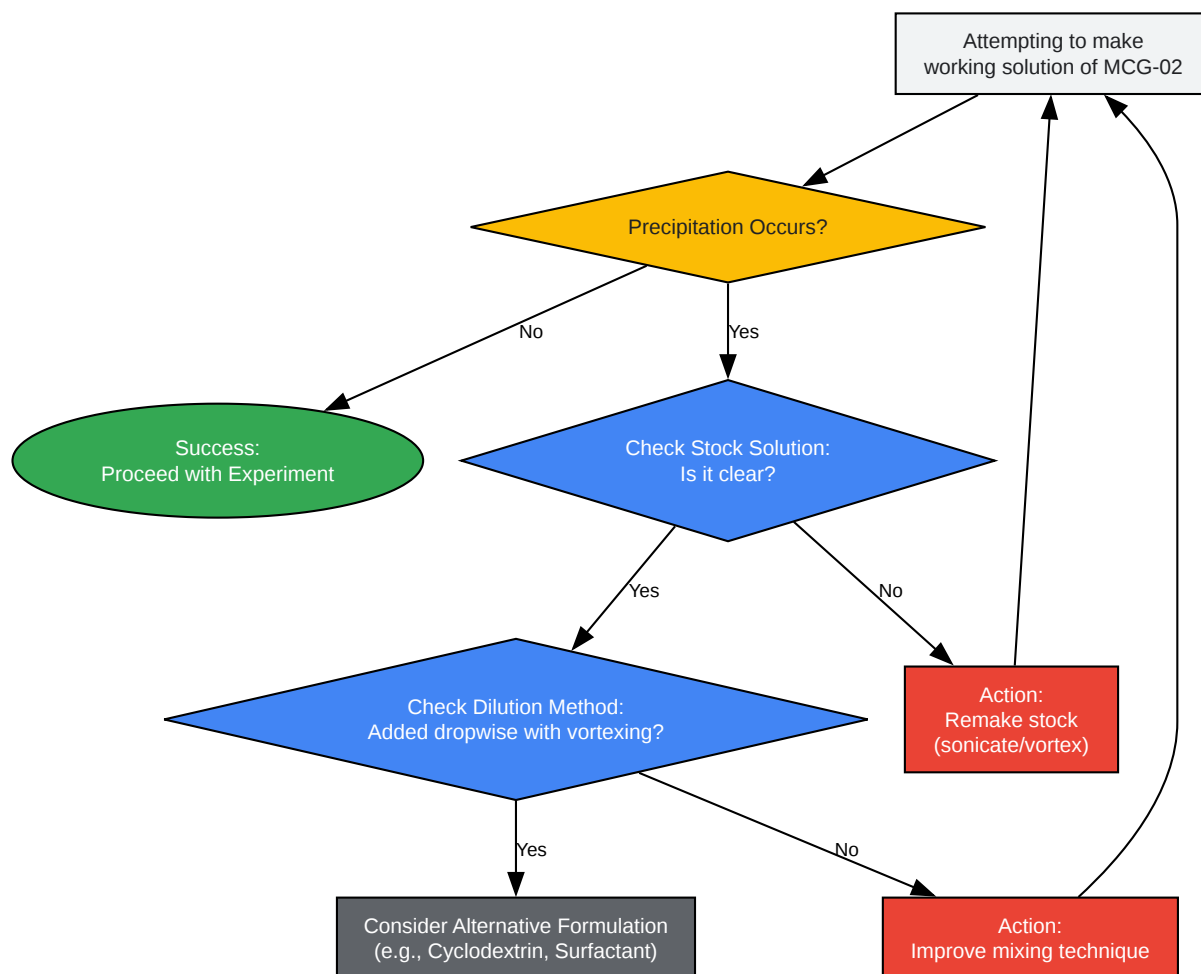 Attempting to make
working solution of MCG-02
Precipitation Occurs?
No
Yes
Success:
Proceed with Experiment
Check Stock Solution:
Is it clear?
Yes
No
Check Dilution Method:
Added dropwise with vortexing?
Action:
Remake stock
(sonicate/vortex)
Yes
No
Consider Alternative Formulation
(e.g., Cyclodextrin, Surfactant)
Action:
Improve mixing technique